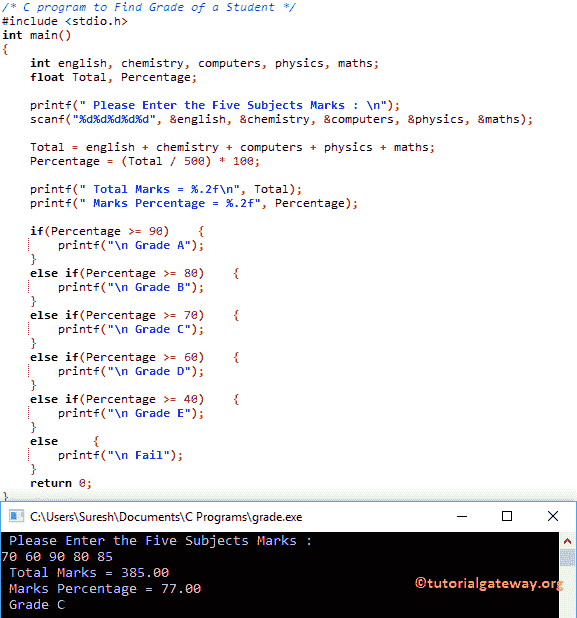 /* C program to Find Grade of a Student */
#include <stdio.h>
int main()
{
    int english, chemistry, computers, physics, maths;
    float Total, Percentage;

    printf(" Please Enter the Five Subjects Marks : \n");
    scanf("%d%d%d%d%d", &english, &chemistry, &computers, &physics, &maths);

    Total = english + chemistry + computers + physics + maths;
    Percentage = (Total / 500) * 100;

    printf(" Total Marks = %.2f\n", Total);
    printf(" Marks Percentage = %.2f", Percentage);

    if(Percentage >= 90)    {
        printf("\n Grade A");
    }
    else if(Percentage >= 80)    {
        printf("\n Grade B");
    }
    else if(Percentage >= 70)    {
        printf("\n Grade C");
    }
    else if(Percentage >= 60)    {
        printf("\n Grade D");
    }
    else if(Percentage >= 40)    {
        printf("\n Grade E");
    }
    else     {
        printf("\n Fail");
    }
    return 0;
}
C:\Users\Suresh\Documents\C Programs\grade.exe
 Please Enter the Five Subjects Marks :
70 60 90 80 85
 Total Marks = 385.00
 Marks Percentage = 77.00
 Grade C
©tutorialgateway.org